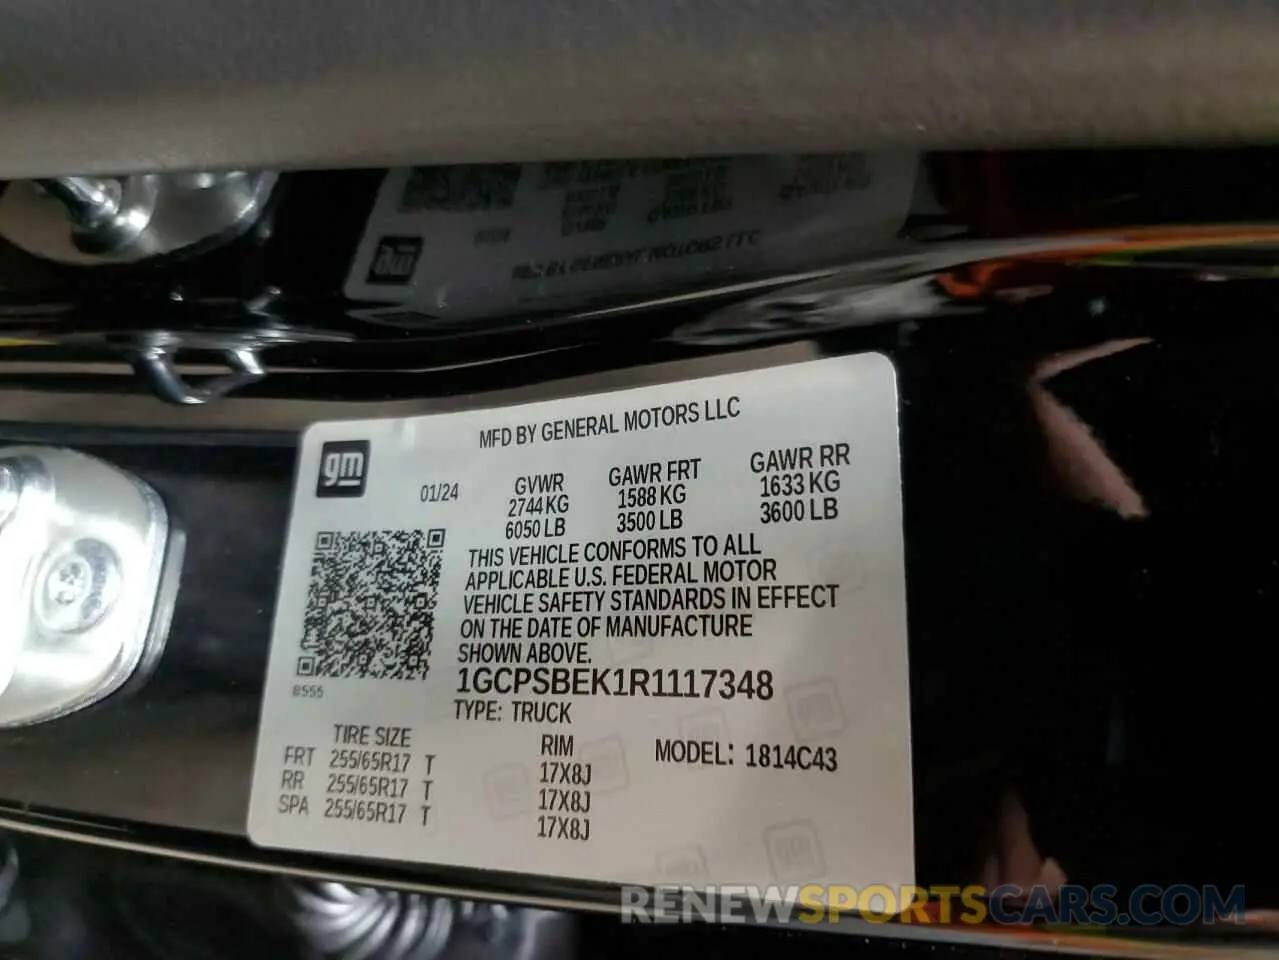 MFD BY GENERAL MOTORS LLC
gm
01/24
GVWR GAWR FRT GAWR RR
2744 KG 1588 KG 1633 KG
6050 LB 3500 LB 3600 LB
THIS VEHICLE CONFORMS TO ALL
APPLICABLE U.S. FEDERAL MOTOR
VEHICLE SAFETY STANDARDS IN EFFECT
ON THE DATE OF MANUFACTURE
SHOWN ABOVE.
8555
1GCPSBEK1R1117348
TYPE: TRUCK
TIRE SIZE RIM MODEL: 1814C43
FRT 255/65R17 T 17X8J
RR 255/65R17 T 17X8J
SPA 255/65R17 T 17X8J
RENEWSPORTSCARS.COM